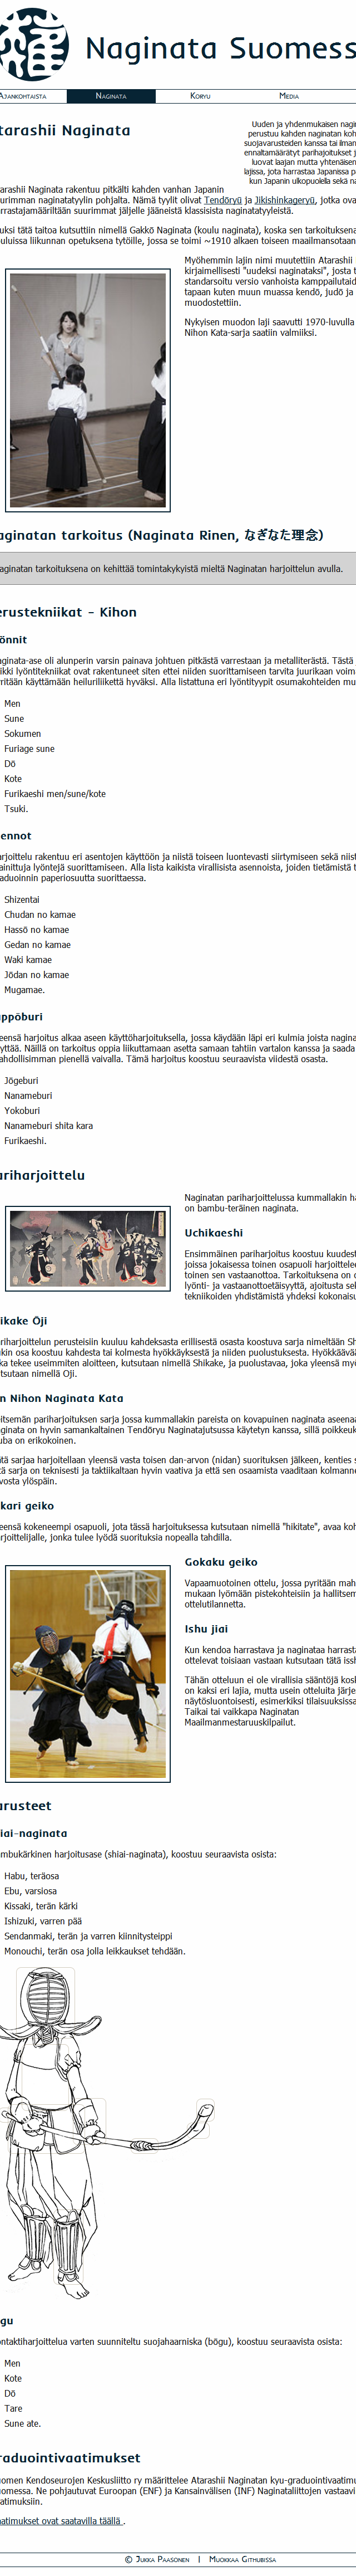 Naginata Suomess
Ajankohtaista Naginata Koryu Media
tarashii Naginata
Uuden ja yhdenmukaisen nagin
perustuu kahden naginatan koh
suojavarusteiden kanssa tai ilman
ennaltamäärätyt parihajoitukset j
luovat laajan mutta yhtenäisen
lajissa, jota harrastaa Japanissa p
kun Japanin ulkopuolella sekä na
arashii Naginata rakentuu pitkälti kahden vanhan Japanin
uurimman naginatatyylin pohjalta. Nämä tyylit olivat Tendōryū ja Jikishinkageryū, jotka ova
arrastajamääriltään suurimmat jäljelle jääneistä klassisista naginatatyyleistä.
uksi tätä taitoa kutsuttiin nimellä Gakkō Naginata (koulu naginata), koska sen tarkoituksena
ouluissa liikunnan opetuksena tytöille, jossa se toimi ~1910 alkaen toiseen maailmansotaan
Myöhemmin lajin nimi muutettiin Atarashii
kirjaimellisesti "uudeksi naginataksi", josta t
standarsoitu versio vanhoista kamppailutaid
tapaan kuten muun muassa kendō, judō ja
muodostettiin.
Nykyisen muodon laji saavutti 1970-luvulla
Nihon Kata-sarja saatiin valmiiksi.
aginatan tarkoitus (Naginata Rinen, なぎなた理念)
aginatan tarkoituksena on kehittää tomintakykyistä mieltä Naginatan harjoittelun avulla.
erustekniikat - Kihon
önnit
aginata-ase oli alunperin varsin painava johtuen pitkästä varrestaan ja metalliterästä. Tästä
ikki lyöntitekniikat ovat rakentuneet siten ettei niiden suorittamiseen tarvita juurikaan voim
ritään käyttämään heiluriliikettä hyväksi. Alla listattuna eri lyöntityypit osumakohteiden mu
Men
Sune
Sokumen
Furiage sune
Dō
Kote
Furikaeshi men/sune/kote
Tsuki.
ennot
arjoittelu rakentuu eri asentojen käyttöön ja niistä toiseen luontevasti siirtymiseen sekä niist
ainittuja lyöntejä suorittamiseen. Alla lista kaikista virallisista asennoista, joiden tietämistä t
aduoinnin paperiosuutta suorittaessa.
Shizentai
Chudan no kamae
Hassō no kamae
Gedan no kamae
Waki kamae
Jōdan no kamae
Mugamae.
appōburi
eensä harjoitus alkaa aseen käyttöharjoituksella, jossa käydään läpi eri kulmia joista nagina
yttää. Näillä on tarkoitus oppia liikuttamaan asetta samaan tahtiin vartalon kanssa ja saada
ahdollisimman pienellä vaivalla. Tämä harjoitus koostuu seuraavista viidestä osasta.
Jōgeburi
Nanameburi
Yokoburi
Nanameburi shita kara
Furikaeshi.
ariharjoittelu
Naginatan pariharjoittelussa kummallakin ha
on bambu-teräinen naginata.
Uchikaeshi
Ensimmäinen pariharjoitus koostuu kuudest
joissa jokaisessa toinen osapuoli harjoittelee
toinen sen vastaanottoa. Tarkoituksena on o
lyönti- ja vastaanottoetäisyyttä, ajoitusta sek
tekniikoiden yhdistämistä yhdeksi kokonaisu
ikake Ōji
riharjoittelun perusteisiin kuuluu kahdeksasta erillisestä osasta koostuva sarja nimeltään Sh
kin osa koostuu kahdesta tai kolmesta hyökkäyksestä ja niiden puolustuksesta. Hyökkäävää
ka tekee useimmiten aloitteen, kutsutaan nimellä Shikake, ja puolustavaa, joka yleensä myö
tsutaan nimellä Oji.
n Nihon Naginata Kata
itsemän pariharjoituksen sarja jossa kummallakin pareista on kovapuinen naginata aseenaa
ginata on hyvin samankaltainen Tendōryu Naginatajutsussa käytetyn kanssa, sillä poikkeuk
uba on erikokoinen.
tä sarjaa harjoitellaan yleensä vasta toisen dan-arvon (nidan) suorituksen jälkeen, kenties s
tä sarja on teknisesti ja taktiikaltaan hyvin vaativa ja että sen osaamista vaaditaan kolmanne
vosta ylöspäin.
kari geiko
eensä kokeneempi osapuoli, jota tässä harjoituksessa kutsutaan nimellä "hikitate", avaa koh
rjoittelijalle, jonka tulee lyödä suorituksia nopealla tahdilla.
Gokaku geiko
Vapaamuotoinen ottelu, jossa pyritään mah
mukaan lyömään pistekohteisiin ja hallitsem
ottelutilannetta.
Ishu jiai
Kun kendoa harrastava ja naginataa harrasta
ottelevat toisiaan vastaan kutsutaan tätä issh
Tähän otteluun ei ole virallisia sääntöjä kosk
on kaksi eri lajia, mutta usein otteluita järje
näytösluontoisesti, esimerkiksi tilaisuuksissa
Taikai tai vaikkapa Naginatan
Maailmanmestaruuskilpailut.
arusteet
iai-naginata
mbukärkinen harjoitusase (shiai-naginata), koostuu seuraavista osista:
Habu, teräosa
Ebu, varsiosa
Kissaki, terän kärki
Ishizuki, varren pää
Sendanmaki, terän ja varren kiinnitysteippi
Monouchi, terän osa jolla leikkaukset tehdään.
gu
ntaktiharjoittelua varten suunniteltu suojahaarniska (bōgu), koostuu seuraavista osista:
Men
Kote
Dō
Tare
Sune ate.
raduointivaatimukset
omen Kendoseurojen Keskusliitto ry määrittelee Atarashii Naginatan kyu-graduointivaatimu
omessa. Ne pohjautuvat Euroopan (ENF) ja Kansainvälisen (INF) Naginataliittojen vastaavi
atimuksiin.
atimukset ovat saatavilla täällä .
© Jukka Paasonen | Muokkaa Githubissa